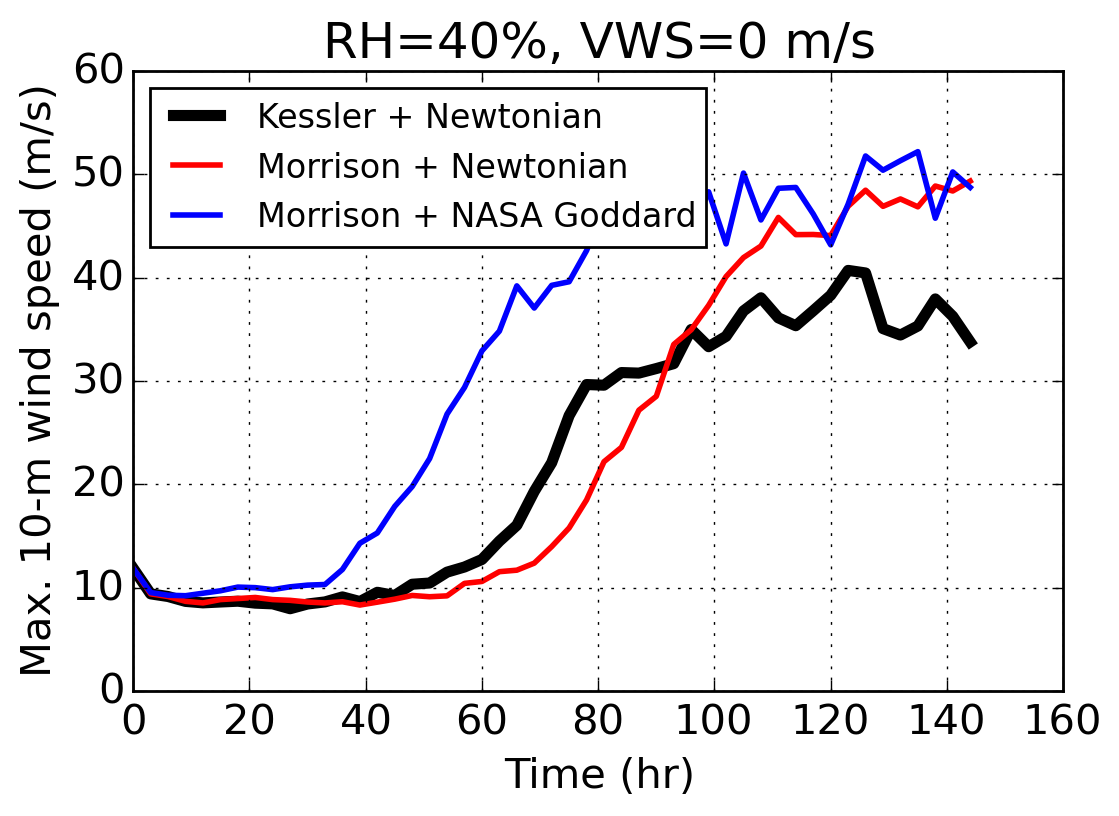 RH=40%, VWS=0 m/s
Max. 10-m wind speed (m/s)
60
50
40
30
20
10
0
Kessler + Newtonian
Morrison + Newtonian
Morrison + NASA Goddard
0 20 40 60 80 100 120 140 160
Time (hr)